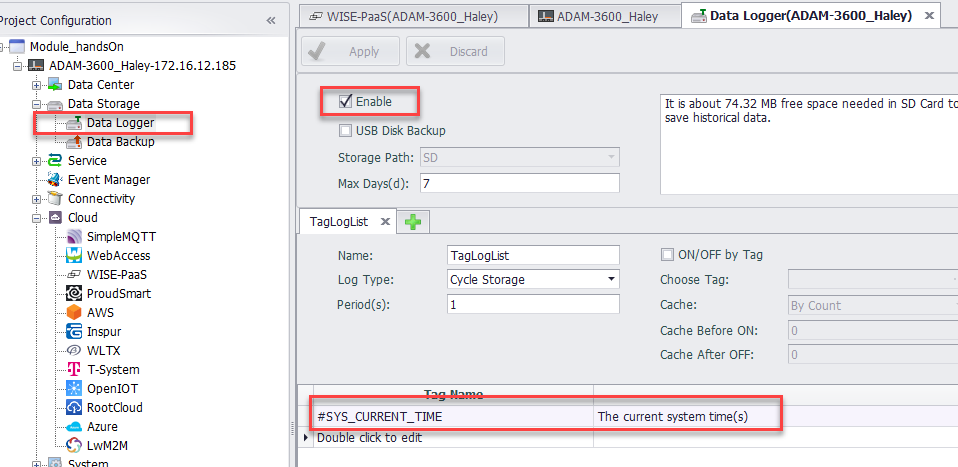 Project Configuration
Module_handsOn
ADAM-3600_Haley-172.16.12.185
Data Center
Data Storage
Data Logger
Data Backup
Service
Event Manager
Connectivity
Cloud
SimpleMQTT
WebAccess
WISE-PaaS
ProudSmart
AWS
Inspur
WLTX
T-System
OpenIOT
RootCloud
Azure
LwM2M
System
WISE-PaaS(ADAM-3600_Haley)
ADAM-3600_Haley
Data Logger(ADAM-3600_Haley)
Apply
Discard
Enable
USB Disk Backup
Storage Path: SD
Max Days(d): 7
It is about 74.32 MB free space needed in SD Card to
save historical data.
TagLogList
Name: TagLogList
Log Type: Cycle Storage
Period(s): 1
ON/OFF by Tag
Choose Tag:
Cache: By Count
Cache Before ON: 0
Cache After OFF: 0
Tag Name
#SYS_CURRENT_TIME The current system time(s)
Double click to edit